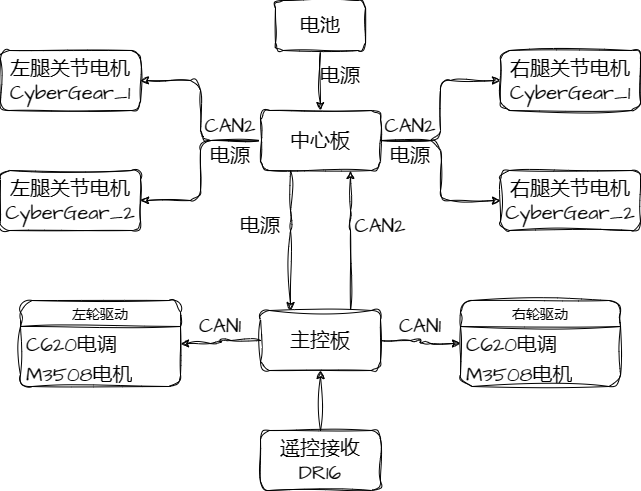 电池
电源
左腿关节电机
CyberGear_1
右腿关节电机
CyberGear_1
CAN2
电源
中心板
CAN2
电源
左腿关节电机
CyberGear_2
右腿关节电机
CyberGear_2
电源
CAN2
左轮驱动
C620电调
M3508电机
CAN1
主控板
CAN1
右轮驱动
C620电调
M3508电机
遥控接收
DR16